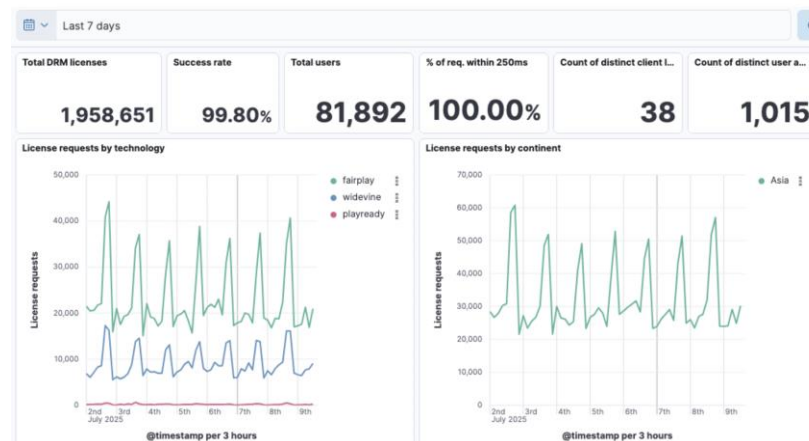 Last 7 days
Total DRM licenses
1,958,651
Success rate
99.80%
Total users
81,892
% of req. within 250ms
100.00%
Count of distinct client I...
38
Count of distinct user a...
1,015
License requests by technology
50,000
40,000
30,000
20,000
10,000
0
License requests
2nd 3rd 4th 5th 6th 7th 8th 9th
July 2025
@timestamp per 3 hours
fairplay
widevine
playready
License requests by continent
70,000
60,000
50,000
40,000
30,000
20,000
10,000
0
License requests
2nd 3rd 4th 5th 6th 7th 8th 9th
July 2025
@timestamp per 3 hours
Asia